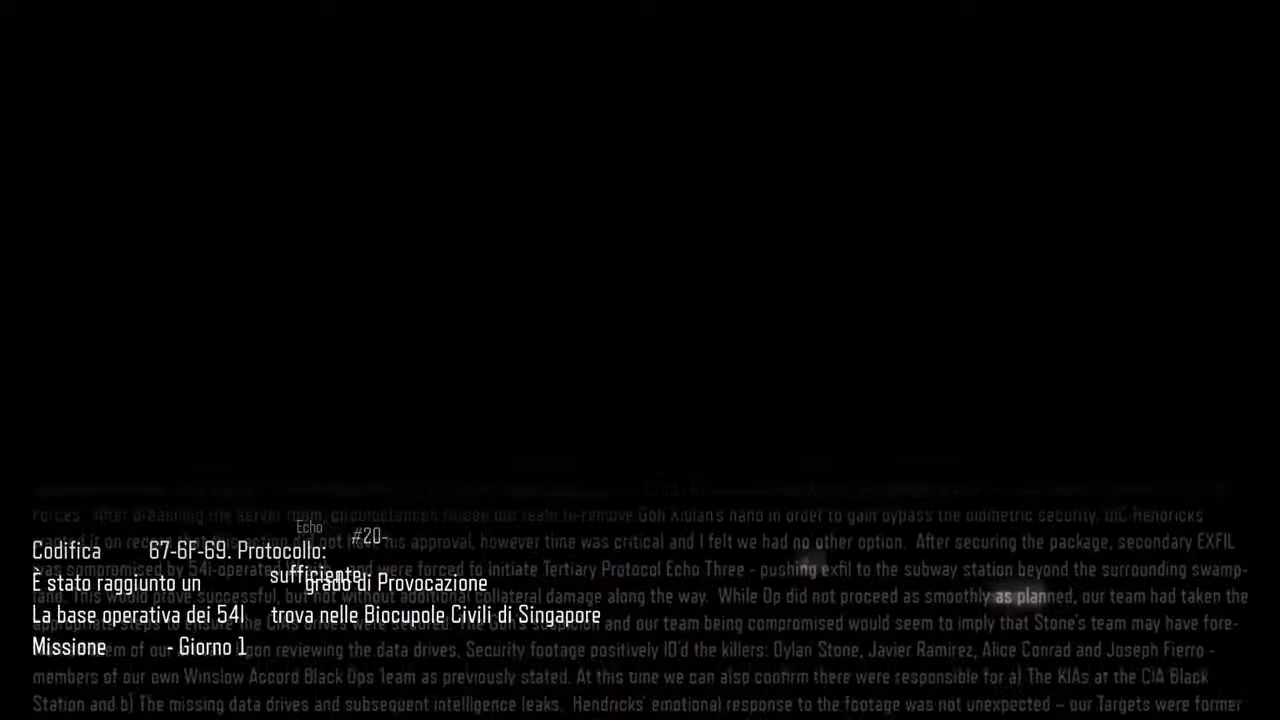 Forces. After breaching the server room, circumstances forced our team to remove Goh Xiulan's hand in order to gain bypass the biometric security. UIC Hendricks
Echo
#20-
Codifica 67-6F-69. Protocollo:
his approval, however time was critical and I felt we had no other option. After securing the package, secondary EXFIL
was compromised by 54i-operated and were forced to initiate Tertiary Protocol Echo Three - pushing exfil to the subway station beyond the surrounding swamp-
sufficiente
È stato raggiunto un grado di Provocazione
land. This would prove successful, but not without additional collateral damage along the way. While Op did not proceed as smoothly as planned, our team had taken the
La base operativa dei 54I trova nelle Biocupole Civili di Singapore
appropriate steps to ensure the CIA's drives were secured. and our team being compromised would seem to imply that Stone's team may have fore-
Missione - Giorno 1
upon reviewing the data drives, Security footage positively ID'd the killers: Dylan Stone, Javier Ramirez, Alice Conrad and Joseph Fierro -
members of our own Winslow Accord Black Ops Team as previously stated. At this time we can also confirm there were responsible for a) The KIAs at the CIA Black
Station and b) The missing data drives and subsequent intelligence leaks. Hendricks' emotional response to the footage was not unexpected – our Targets were former